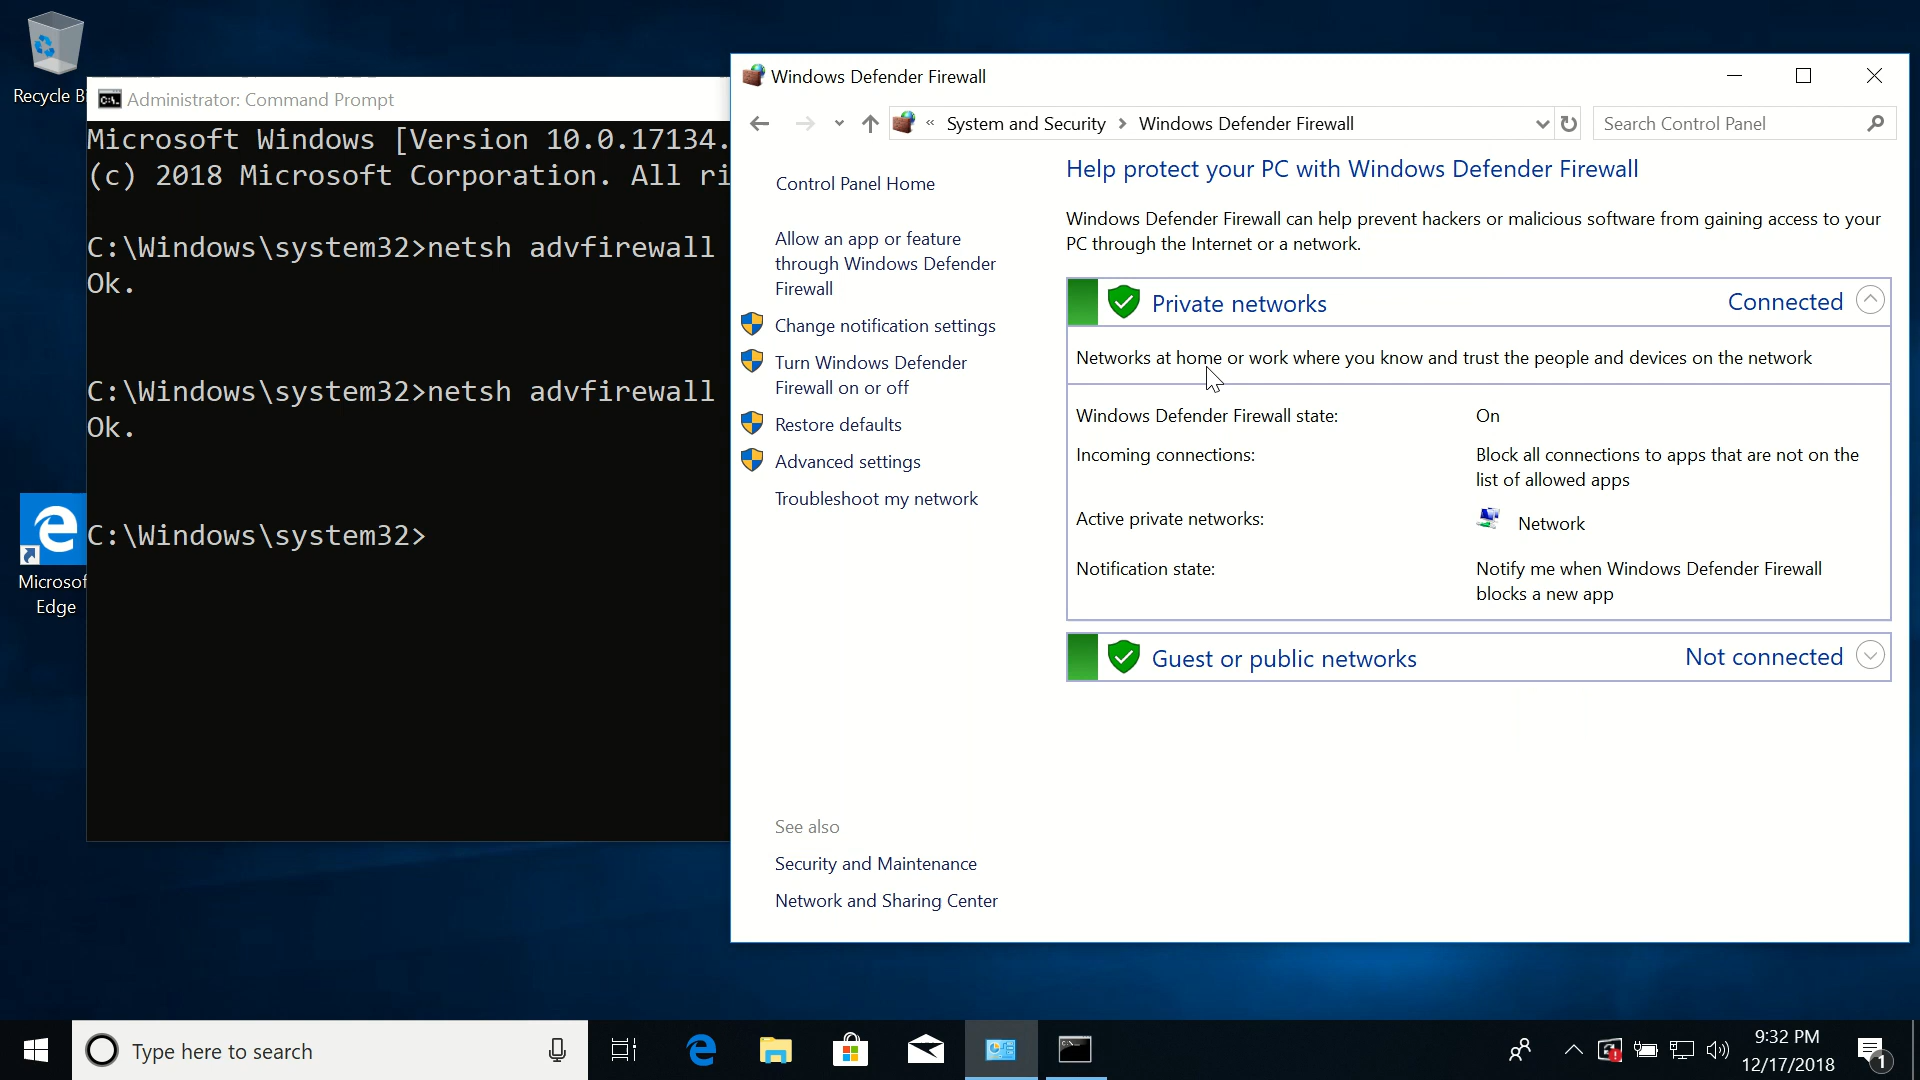 Recycle Bi
Administrator: Command Prompt
Microsoft Windows [Version 10.0.17134.
(c) 2018 Microsoft Corporation. All ri
C:\Windows\system32>netsh advfirewall
Ok.
C:\Windows\system32>netsh advfirewall
Ok.
C:\Windows\system32>
Microsof
Edge
Windows Defender Firewall
« System and Security > Windows Defender Firewall
Search Control Panel
Control Panel Home
Allow an app or feature
through Windows Defender
Firewall
Change notification settings
Turn Windows Defender
Firewall on or off
Restore defaults
Advanced settings
Troubleshoot my network
See also
Security and Maintenance
Network and Sharing Center
Help protect your PC with Windows Defender Firewall
Windows Defender Firewall can help prevent hackers or malicious software from gaining access to your
PC through the Internet or a network.
Private networks Connected
Networks at home or work where you know and trust the people and devices on the network
Windows Defender Firewall state: On
Incoming connections: Block all connections to apps that are not on the
list of allowed apps
Active private networks: Network
Notification state: Notify me when Windows Defender Firewall
blocks a new app
Guest or public networks Not connected
Type here to search
9:32 PM
12/17/2018
1